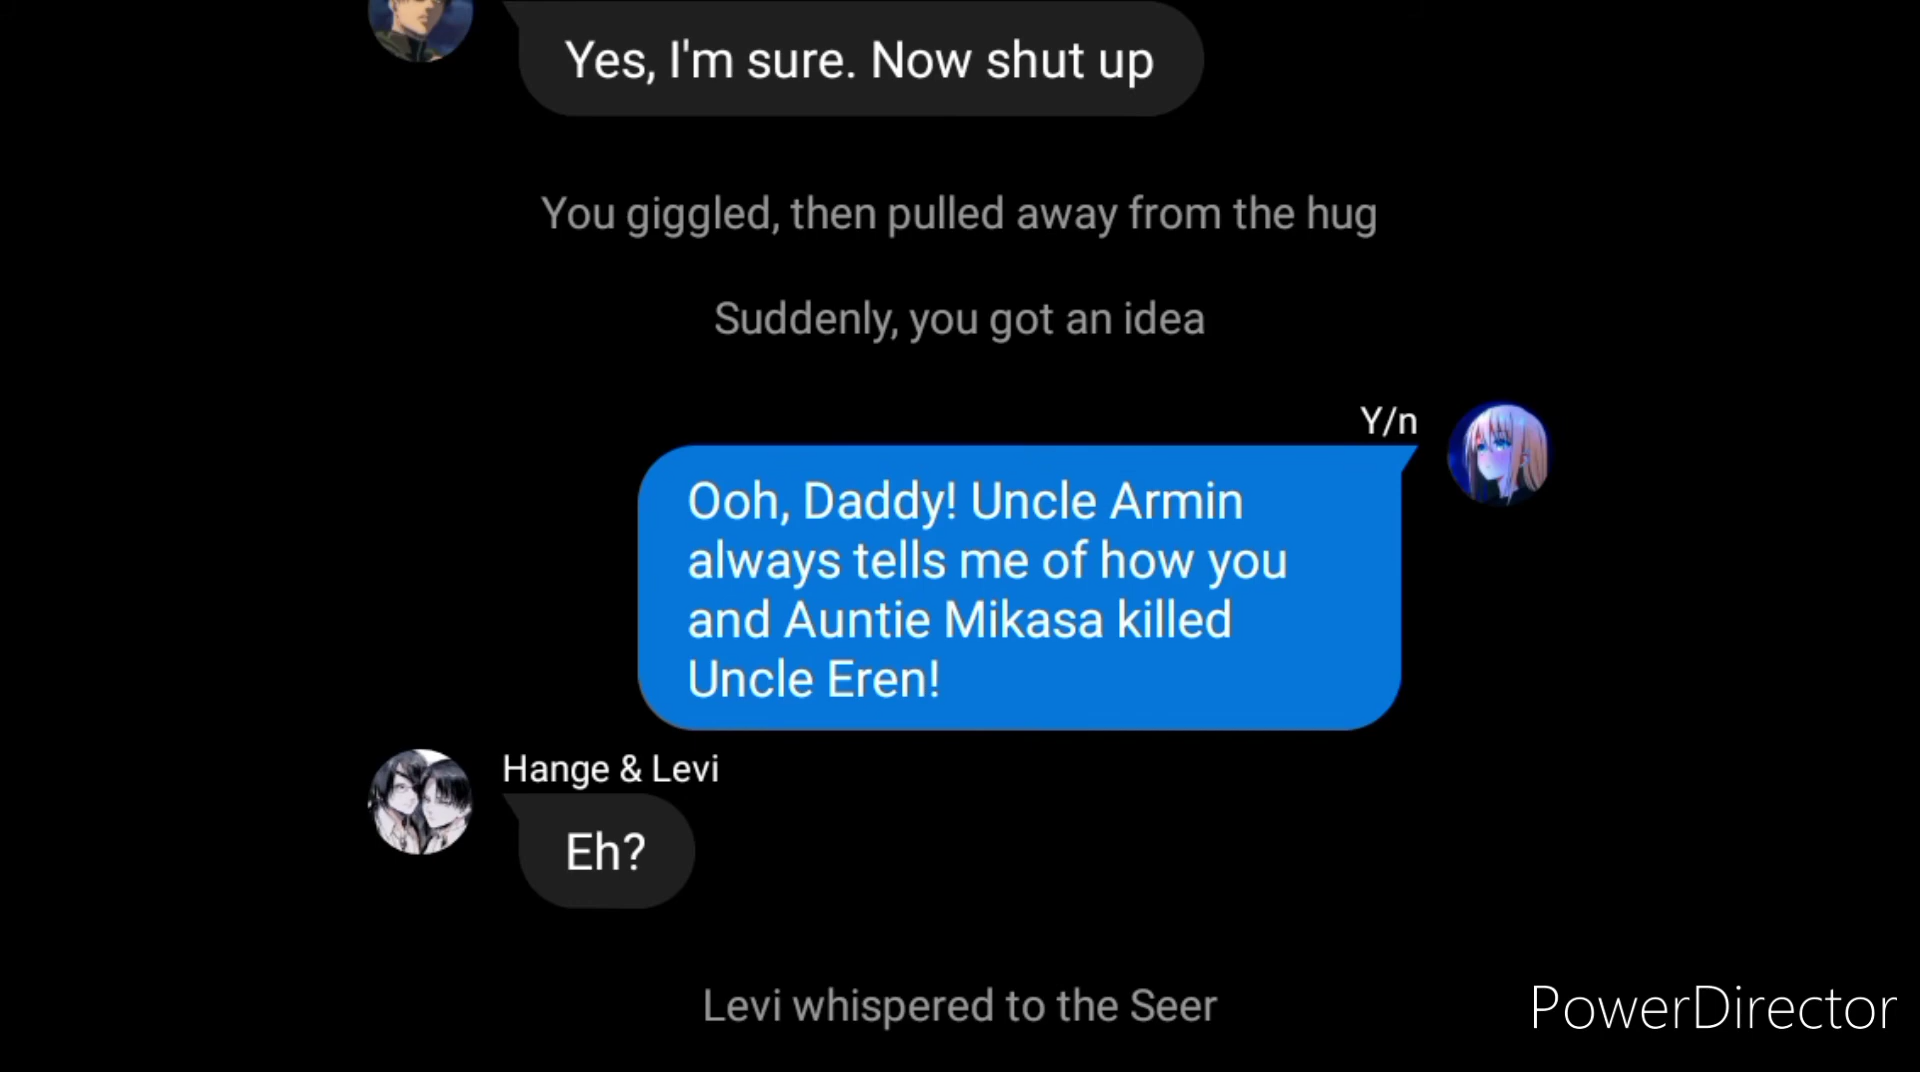 Yes, I'm sure. Now shut up
You giggled, then pulled away from the hug
Suddenly, you got an idea
Y/n
Ooh, Daddy! Uncle Armin
always tells me of how you
and Auntie Mikasa killed
Uncle Eren!
Hange & Levi
Eh?
Levi whispered to the Seer
PowerDirector